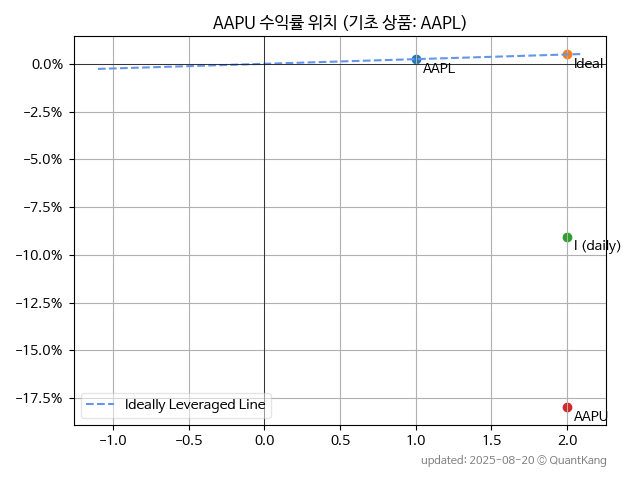 AAPU 수익률 위치 (기초 상품: AAPL)
0.0%
−2.5%
−5.0%
−7.5%
−10.0%
−12.5%
−15.0%
−17.5%
AAPL
Ideal
I (daily)
AAPU
Ideally Leveraged Line
−1.0 −0.5 0.0 0.5 1.0 1.5 2.0
updated: 2025-08-20 © QuantKang